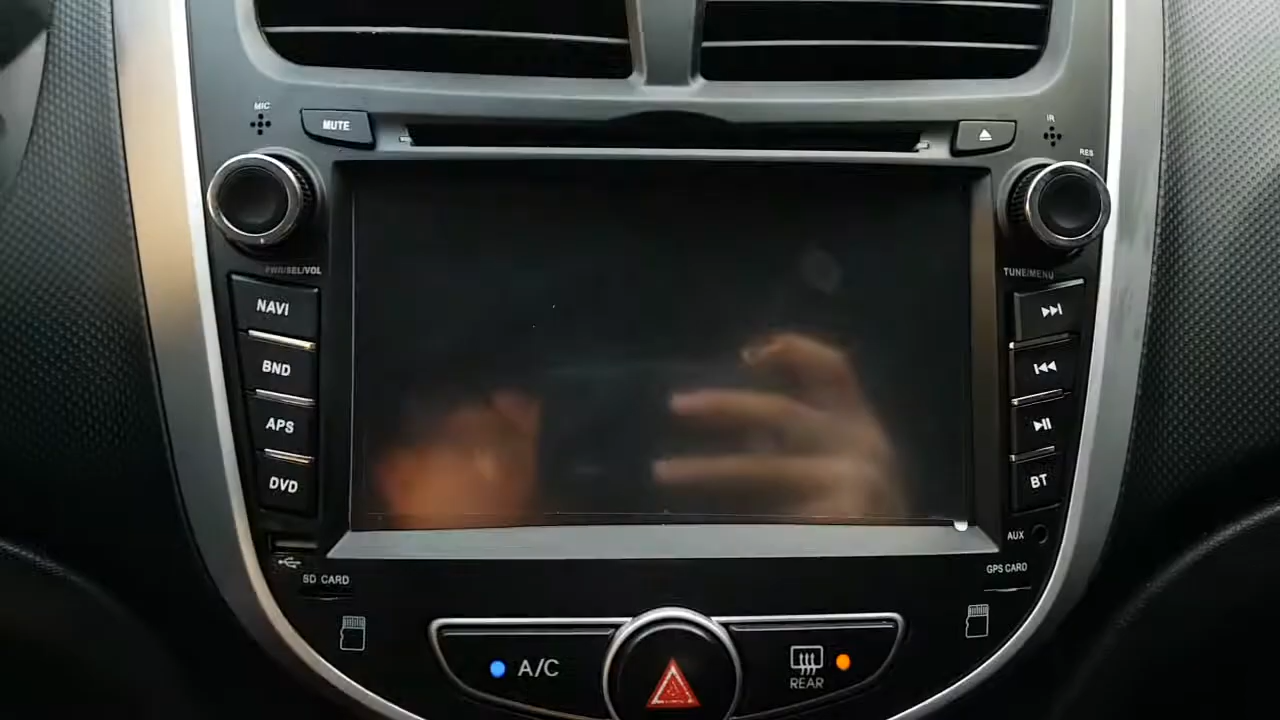 MIC
MUTE
IR
RES
PWR/SEL/VOL
TUNE/MENU
NAVI
BND
APS
DVD
BT
AUX
SD CARD
GPS CARD
A/C
REAR